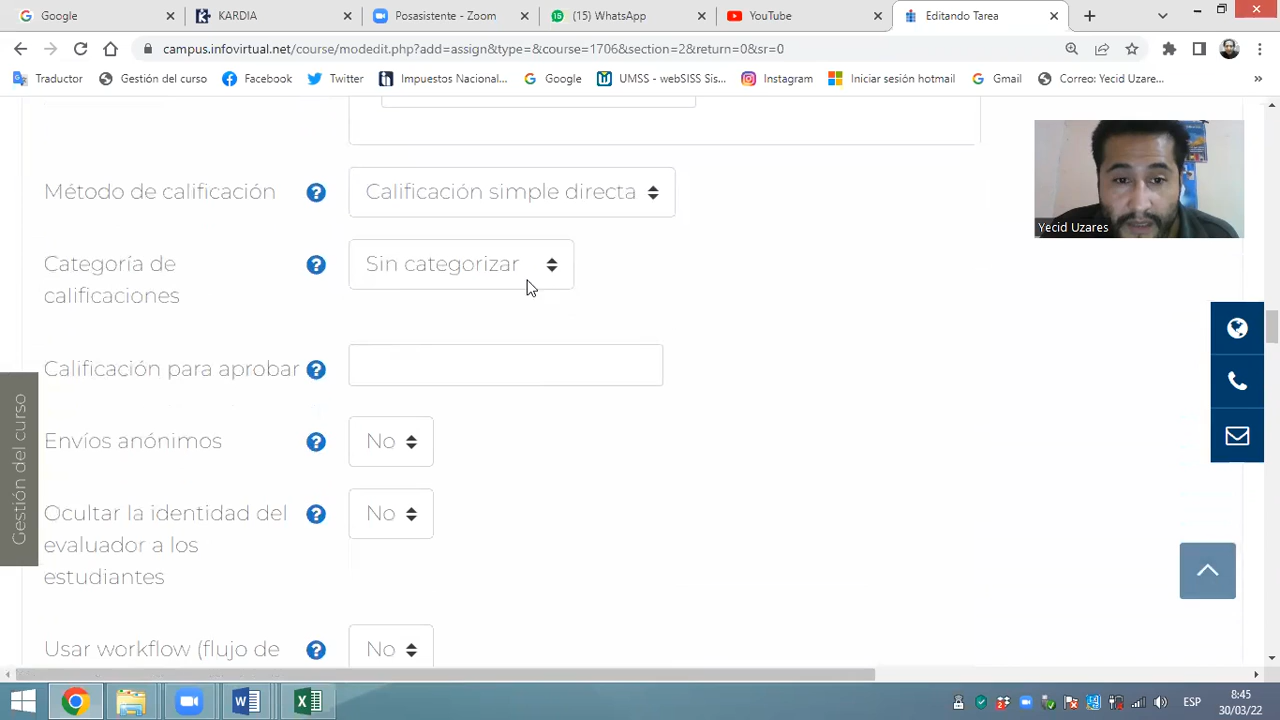 Google
KARDIA
Posasistente - Zoom
(15) WhatsApp
YouTube
Editando Tarea
campus.infovirtual.net/course/modedit.php?add=assign&type=&course=1706&section=2&return=0&sr=0
Traductor
Gestión del curso
Facebook
Twitter
Impuestos Nacional...
Google
UMSS - webSISS Sis...
Instagram
Iniciar sesión hotmail
Gmail
Correo: Yecid Uzare...
»
Yecid Uzares
Método de calificación
Calificación simple directa
Categoría de
calificaciones
Sin categorizar
Calificación para aprobar
Envíos anónimos
No
Ocultar la identidad del
evaluador a los
estudiantes
No
Usar workflow (flujo de
No
Gestión del curso
ESP
8:45
30/03/22